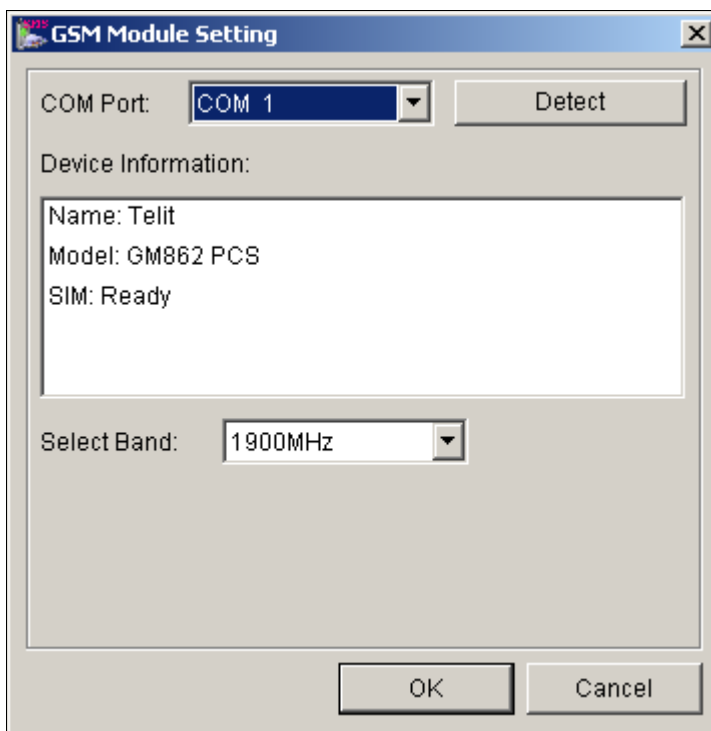 GSM Module Setting
COM Port: COM 1 Detect
Device Information:
Name: Telit
Model: GM862 PCS
SIM: Ready
Select Band: 1900MHz
OK Cancel